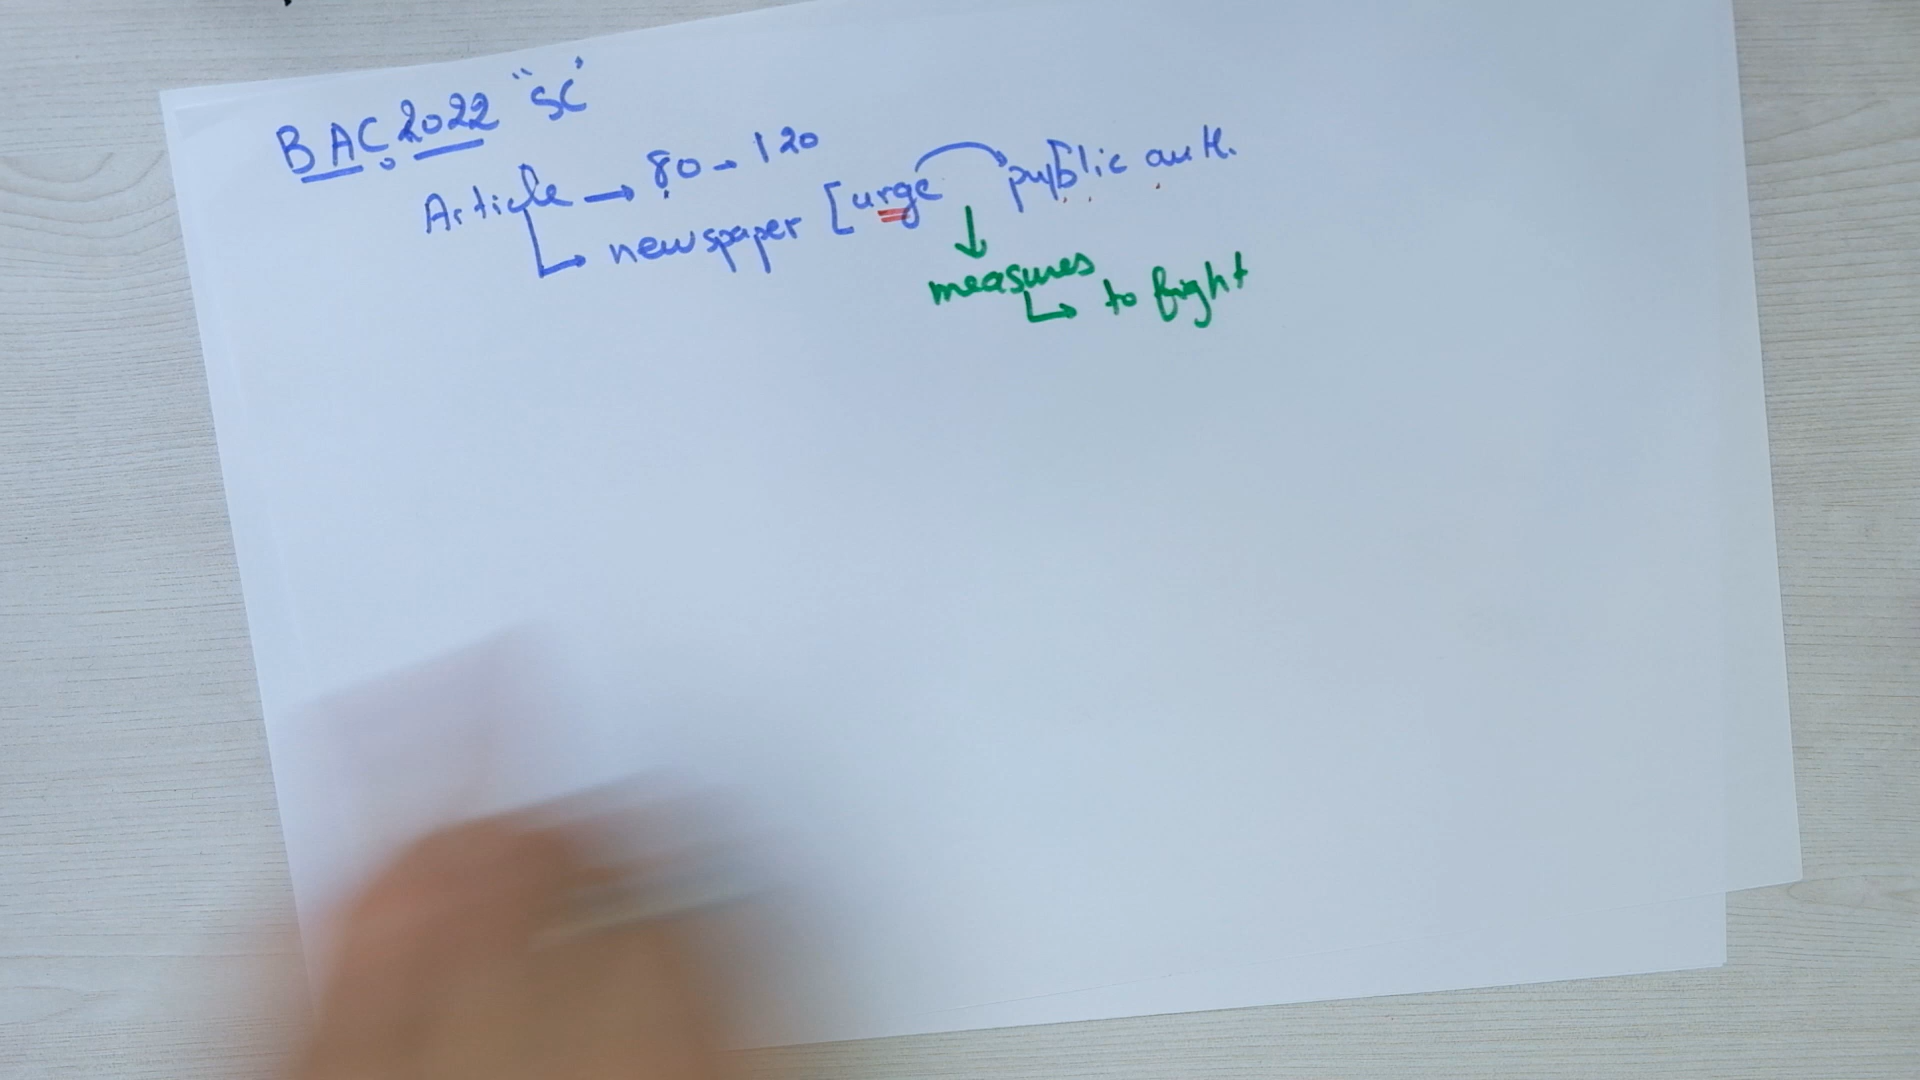 BAC 2022 "SC"
Article → 80 - 120
↳ newspaper [urge public auth.
↓
measures
↳ to fight